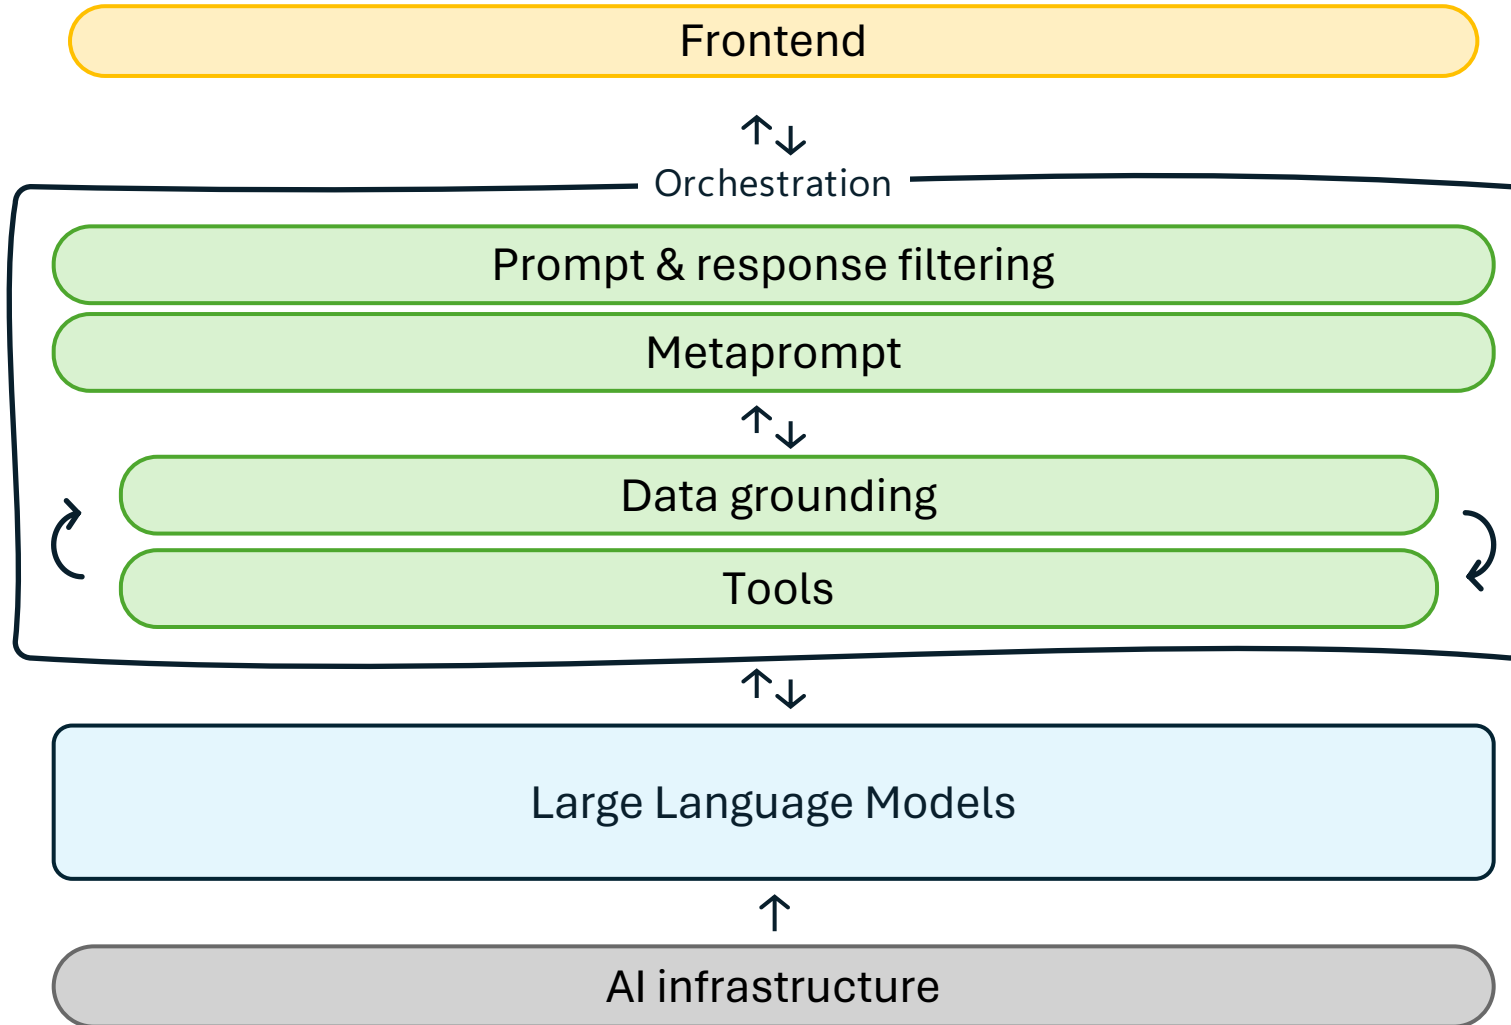 Frontend
Orchestration
Prompt & response filtering
Metaprompt
Data grounding
Tools
Large Language Models
AI infrastructure